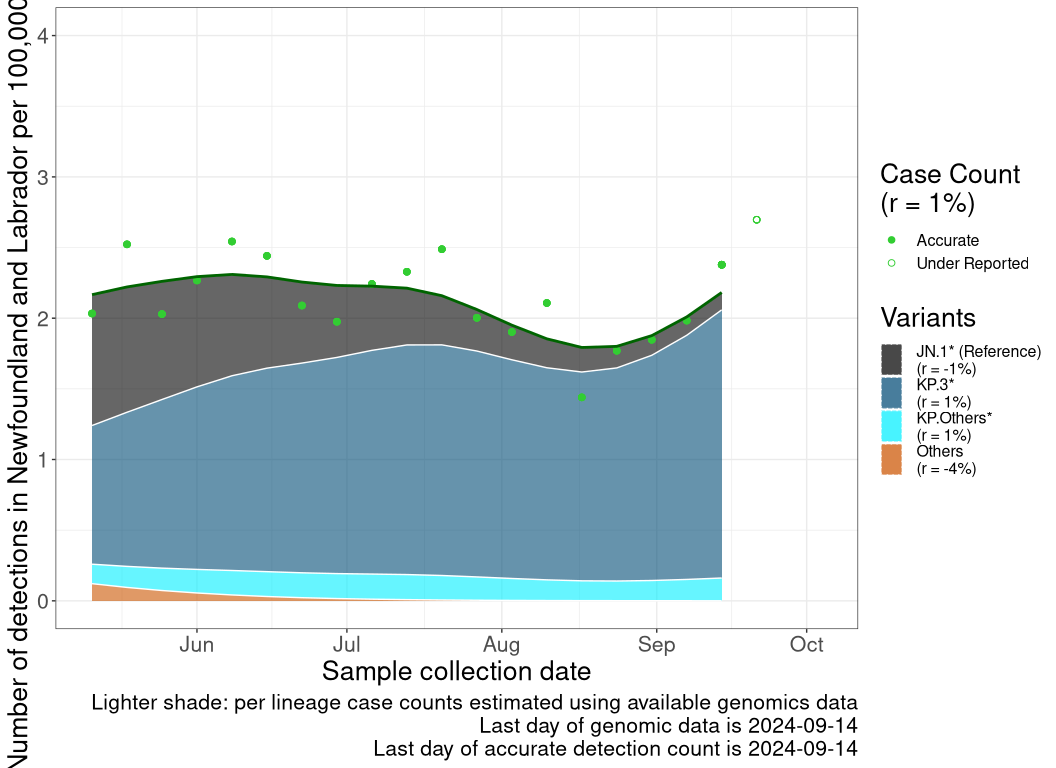 Number of detections in Newfoundland and Labrador per 100,000
4
3
2
1
0
Jun Jul Aug Sep Oct
Sample collection date
Lighter shade: per lineage case counts estimated using available genomics data
Last day of genomic data is 2024-09-14
Last day of accurate detection count is 2024-09-14
Case Count
(r = 1%)
Accurate
Under Reported
Variants
JN.1* (Reference)
(r = -1%)
KP.3*
(r = 1%)
KP.Others*
(r = 1%)
Others
(r = -4%)